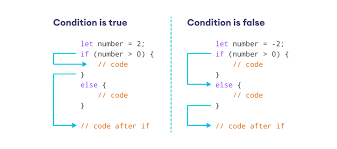 Condition is true
let number = 2;
if (number > 0) {
// code
}
else {
// code
}
// code after if
Condition is false
let number = -2;
if (number > 0) {
// code
}
else {
// code
}
// code after if